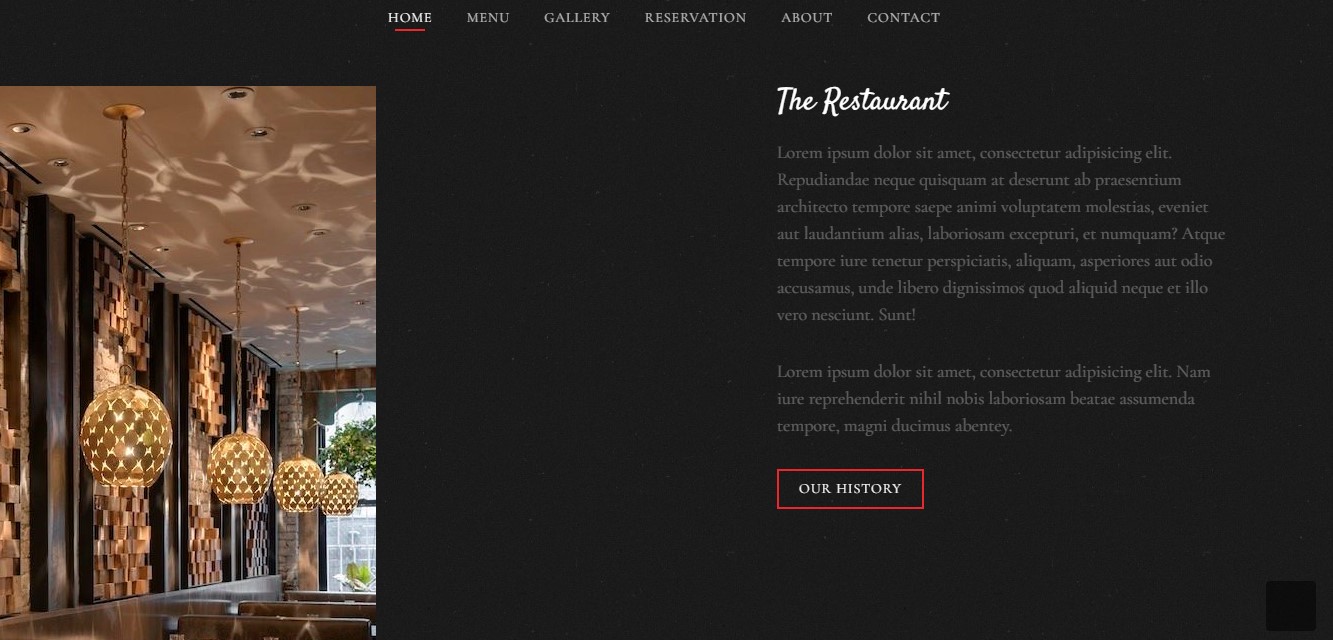 HOME MENU GALLERY RESERVATION ABOUT CONTACT
The Restaurant
Lorem ipsum dolor sit amet, consectetur adipisicing elit.
Repudiandae neque quisquam at deserunt ab praesentium
architecto tempore saepe animi voluptatem molestias, eveniet
aut laudantium alias, laboriosam excepturi, et numquam? Atque
tempore iure tenetur perspiciatis, aliquam, asperiores aut odio
accusamus, unde libero dignissimos quod aliquid neque et illo
vero nesciunt. Sunt!
Lorem ipsum dolor sit amet, consectetur adipisicing elit. Nam
iure reprehenderit nihil nobis laboriosam beatae assumenda
tempore, magni ducimus abentey.
OUR HISTORY